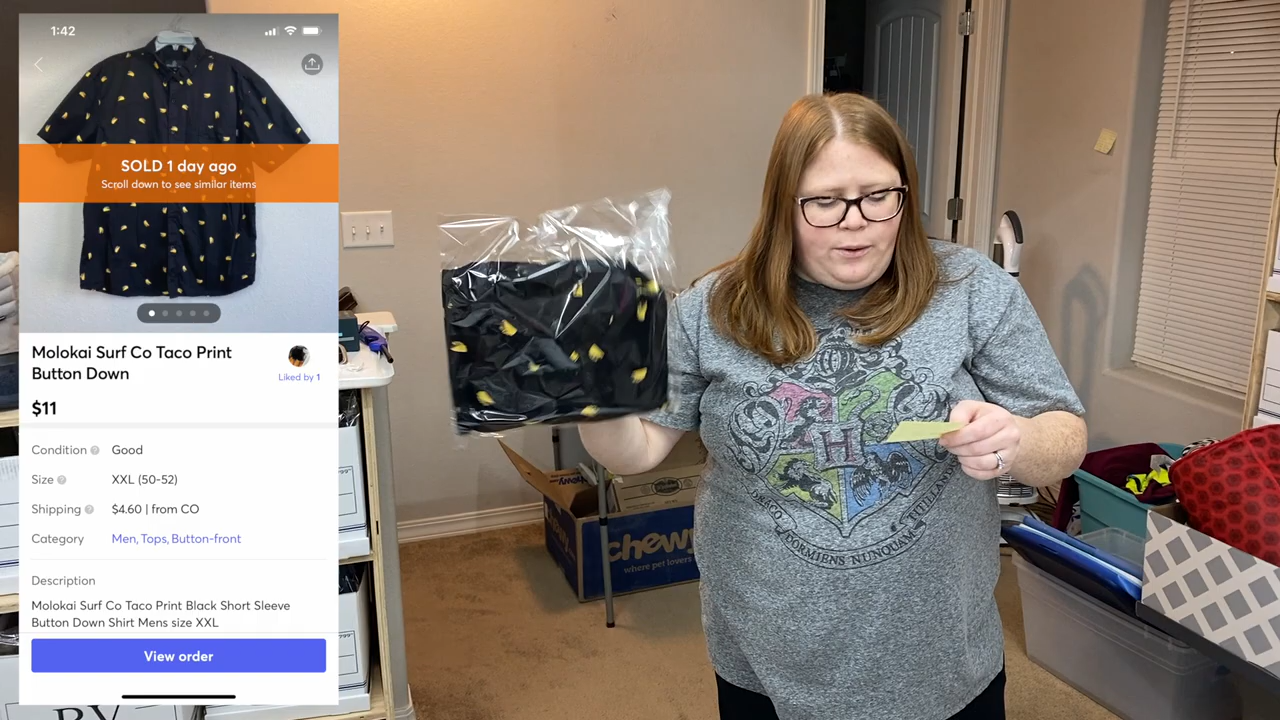 1:42
SOLD 1 day ago
Scroll down to see similar items
Molokai Surf Co Taco Print
Button Down
Liked by 1
$11
Condition Good
Size XXL (50-52)
Shipping $4.60 | from CO
Category Men, Tops, Button-front
Description
Molokai Surf Co Taco Print Black Short Sleeve
Button Down Shirt Mens size XXL
View order
H
DRACO DORMIENS NUNQUAM TITILLANDUS
chewy
where pet lovers